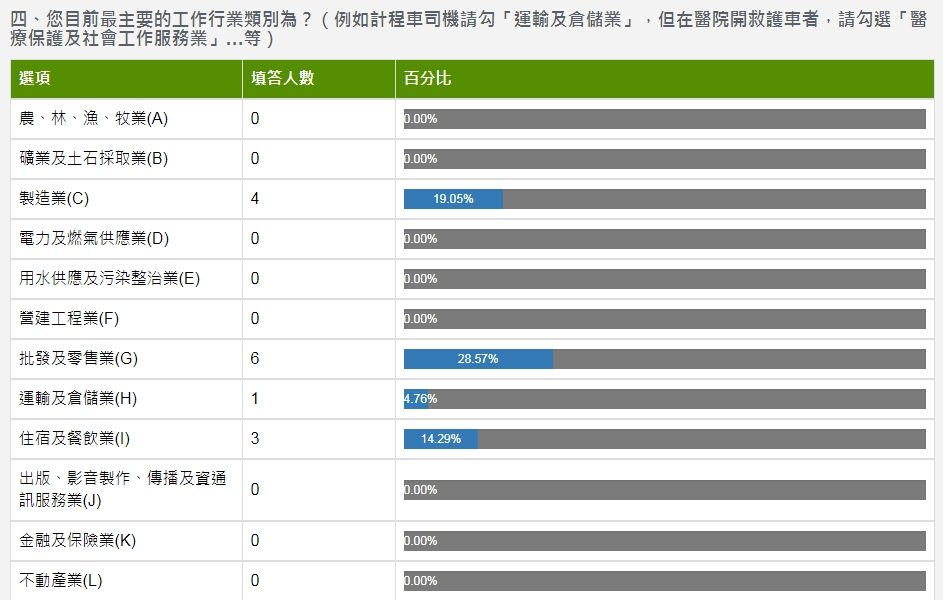 四、您目前最主要的工作行業類別為？（例如計程車司機請勾「運輸及倉儲業」，但在醫院開救護車者，請勾選「醫
療保護及社會工作服務業」...等）
選項 填答人數 百分比
農、林、漁、牧業(A) 0 0.00%
礦業及土石採取業(B) 0 0.00%
製造業(C) 4 19.05%
電力及燃氣供應業(D) 0 0.00%
用水供應及污染整治業(E) 0 0.00%
營建工程業(F) 0 0.00%
批發及零售業(G) 6 28.57%
運輸及倉儲業(H) 1 4.76%
住宿及餐飲業(I) 3 14.29%
出版、影音製作、傳播及資通
訊服務業(J) 0 0.00%
金融及保險業(K) 0 0.00%
不動產業(L) 0 0.00%